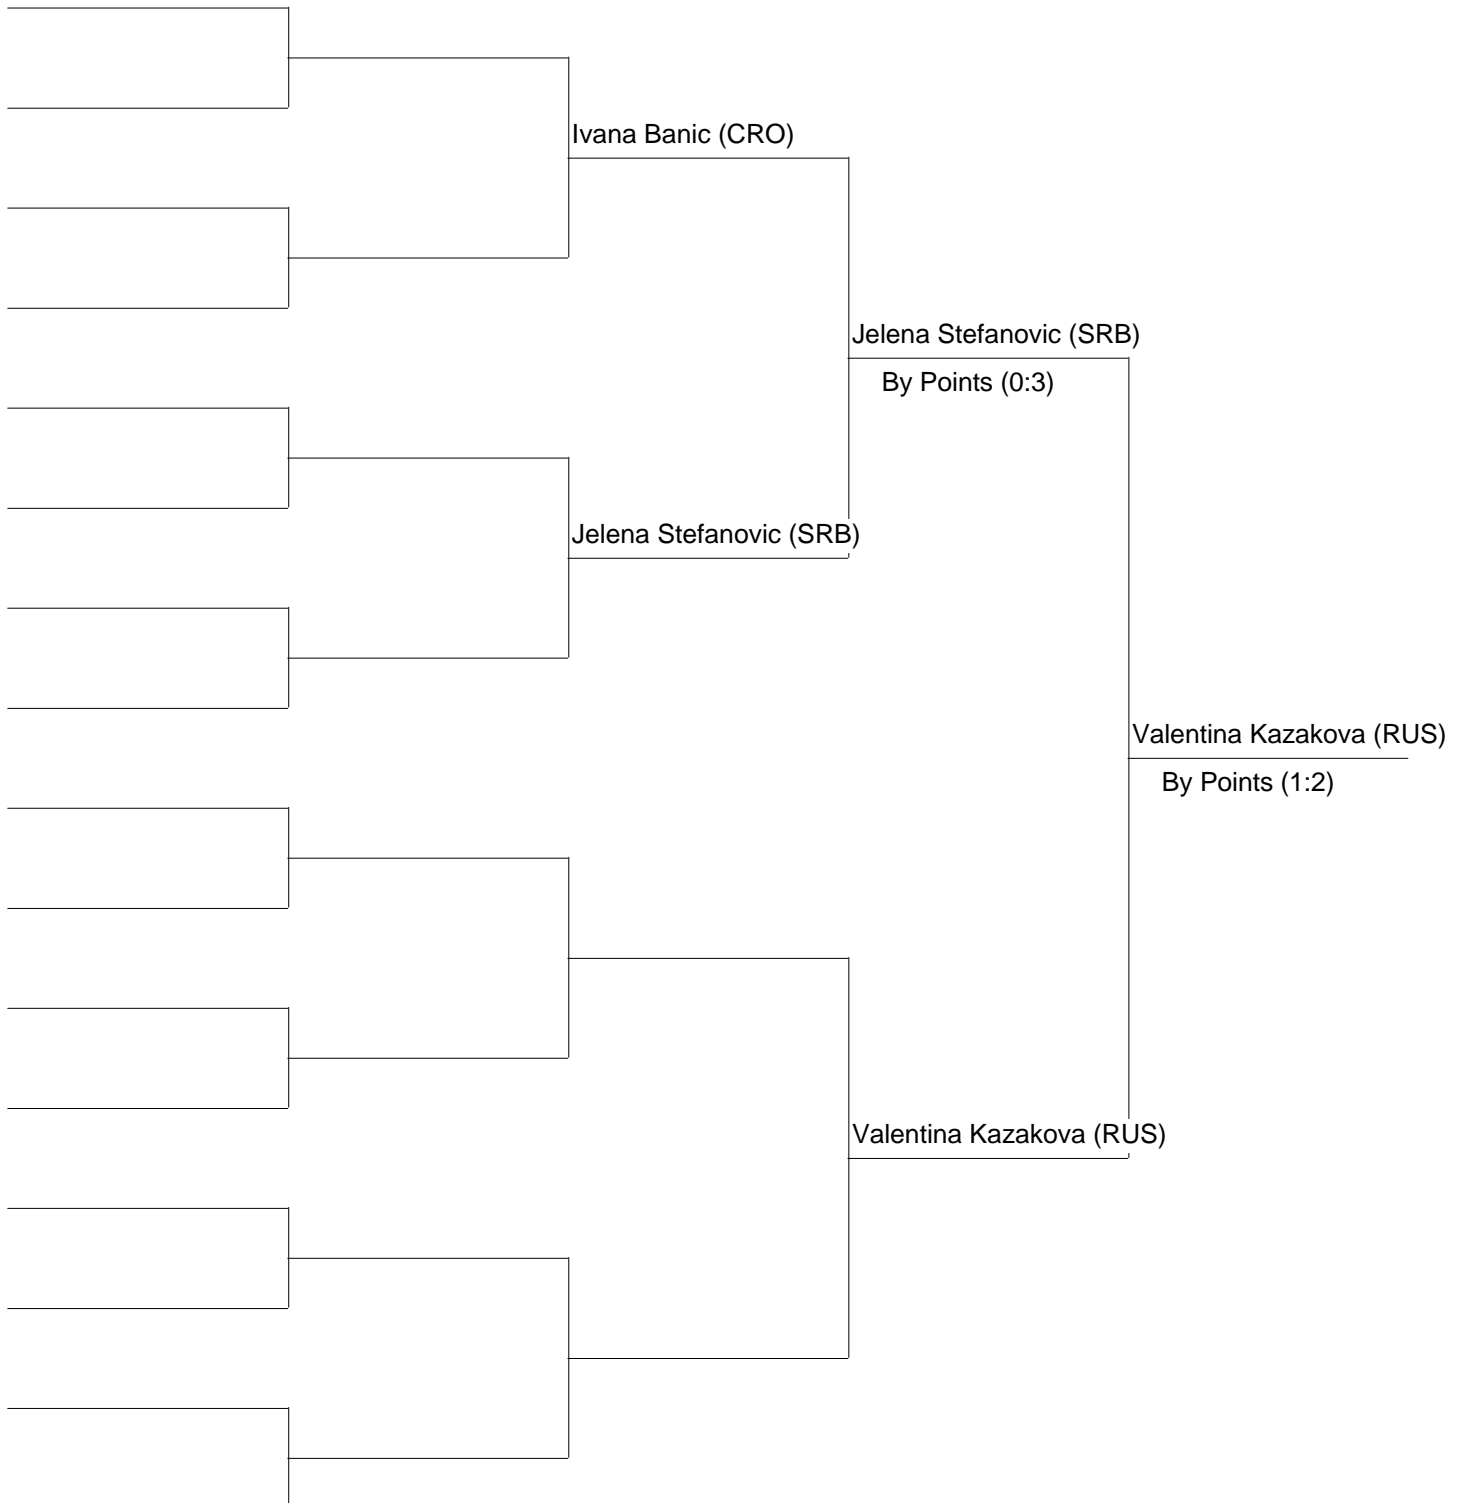 Ivana Banic (CRO)
Jelena Stefanovic (SRB)
By Points (0:3)
Jelena Stefanovic (SRB)
Valentina Kazakova (RUS)
By Points (1:2)
Valentina Kazakova (RUS)